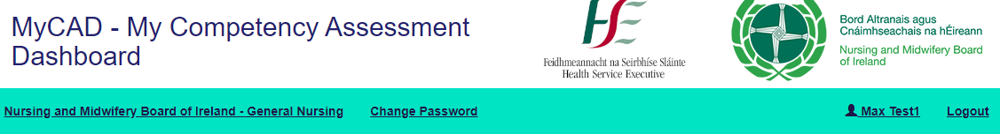 MyCAD - My Competency Assessment
Dashboard
Feidhmeannacht na Seirbhíse Sláinte
Health Service Executive
Bord Altranais agus
Cnáimhseachais na hÉireann
Nursing and Midwifery Board
of Ireland
Nursing and Midwifery Board of Ireland - General Nursing
Change Password
Max Test1
Logout